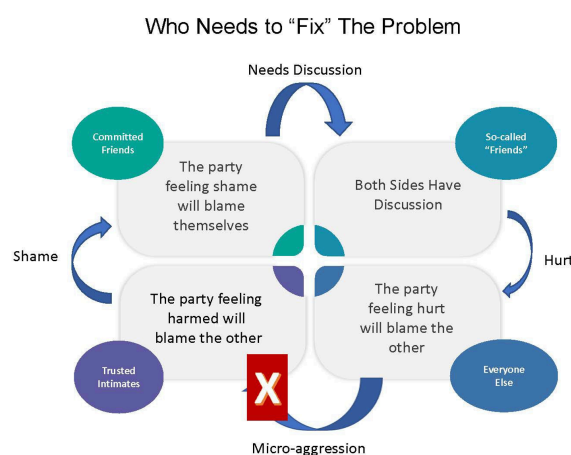 Who Needs to “Fix” The Problem
Needs Discussion
Committed
Friends
So-called
“Friends”
The party
feeling shame
will blame
themselves
Both Sides Have
Discussion
Shame
Hurt
The party feeling
harmed will
blame the other
The party
feeling hurt
will blame the
other
Trusted
Intimates
X
Everyone
Else
Micro-aggression